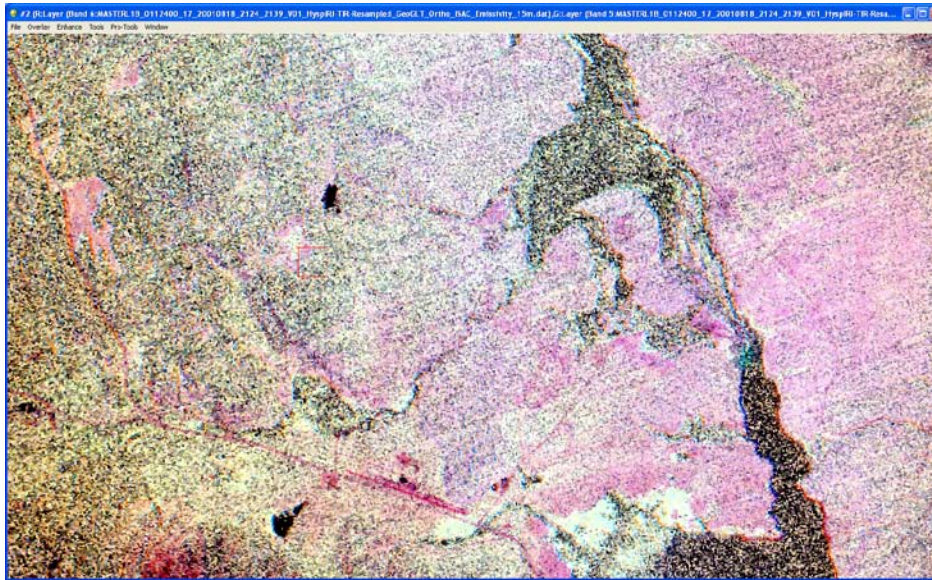 #2 (R:Layer (Band 6:MASTERL1B_0112400_17_20010818_2124_2139_V01_HyspIRI-TIR-Resampled_GeoGLT_Ortho_ISAC_Emissivity_15m.dat),G:Layer (Band 5:MASTERL1B_0112400_17_20010818_2124_2139_V01_HyspIRI-TIR-Resa...
File Overlay Enhance Tools Pro-Tools Window